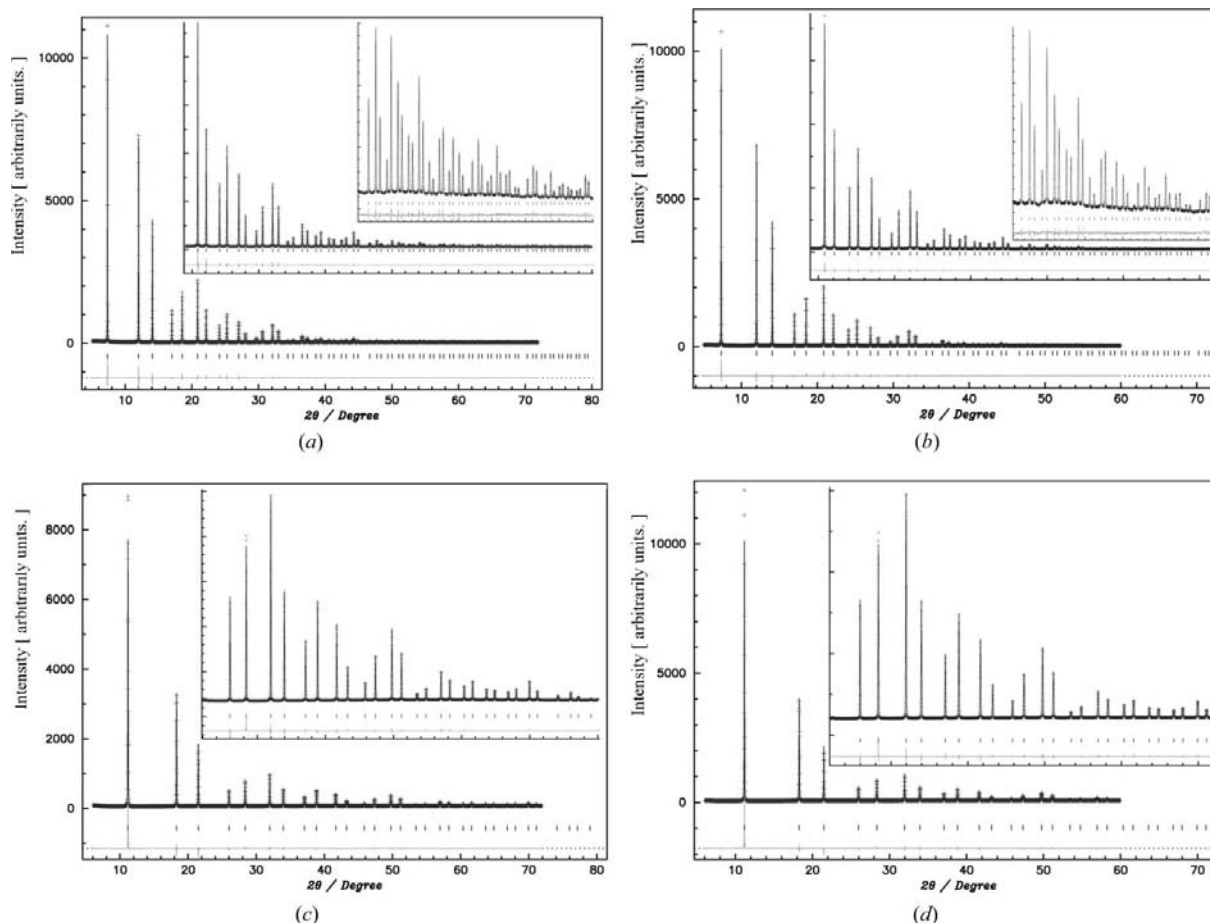 10000
5000
0
Intensity [ arbitrarily units. ]
10 20 30 40 50 60 70 80
2θ / Degree
(a)
10000
5000
0
Intensity [ arbitrarily units. ]
10 20 30 40 50 60 70
2θ / Degree
(b)
8000
6000
4000
2000
0
Intensity [ arbitrarily units. ]
10 20 30 40 50 60 70 80
2θ / Degree
(c)
10000
5000
0
Intensity [ arbitrarily units. ]
10 20 30 40 50 60 70
2θ / Degree
(d)